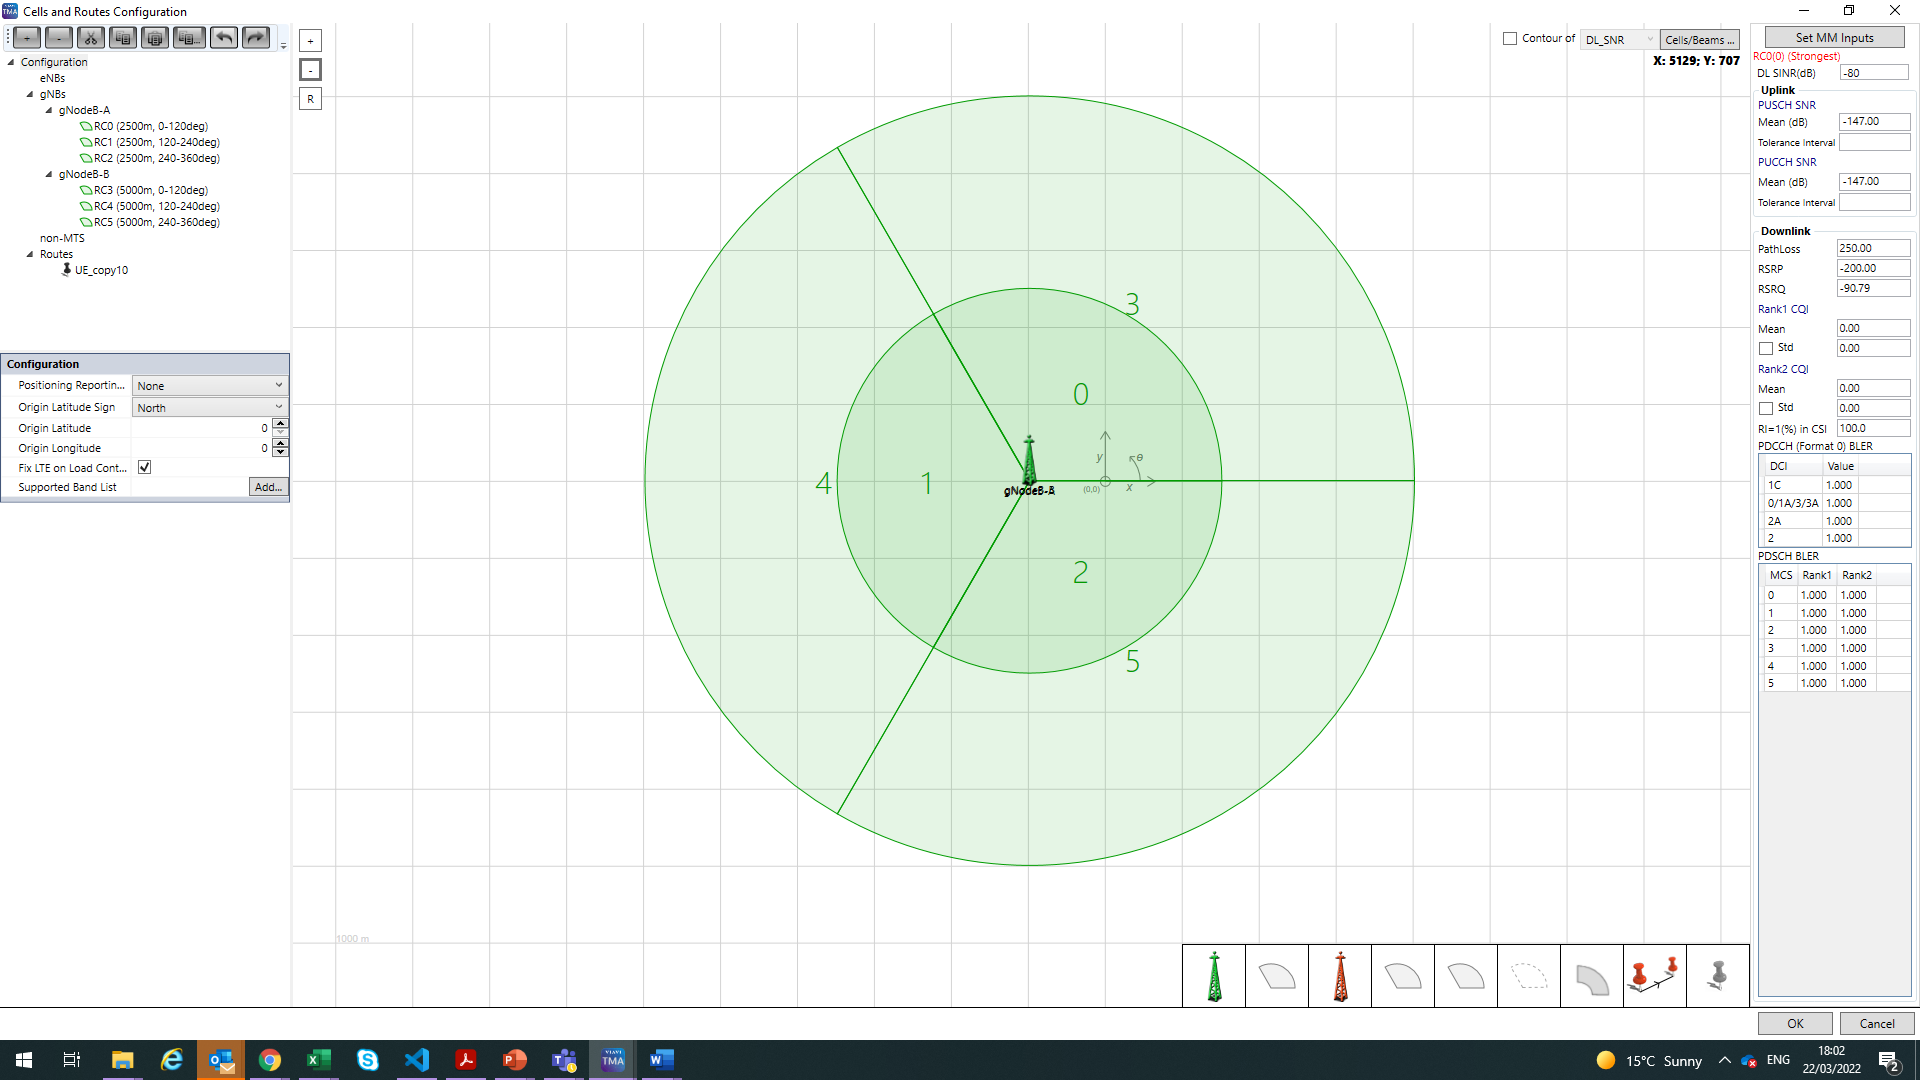 Cells and Routes Configuration
Configuration
eNBs
gNBs
gNodeB-A
RC0 (2500m, 0-120deg)
RC1 (2500m, 120-240deg)
RC2 (2500m, 240-360deg)
gNodeB-B
RC3 (5000m, 0-120deg)
RC4 (5000m, 120-240deg)
RC5 (5000m, 240-360deg)
non-MTS
Routes
UE_copy10
Configuration
Positioning Reportin... None
Origin Latitude Sign North
Origin Latitude 0
Origin Longitude 0
Fix LTE on Load Cont...
Supported Band List Add...
+
-
R
Contour of DL_SNR Cells/Beams ...
X: 5129; Y: 707
3
0
4
1
2
5
y
θ
x
(0,0)
1000 m
Set MM Inputs
RC0(0) (Strongest)
DL SINR(dB) -80
Uplink
PUSCH SNR
Mean (dB) -147.00
Tolerance Interval
PUCCH SNR
Mean (dB) -147.00
Tolerance Interval
Downlink
PathLoss 250.00
RSRP -200.00
RSRQ -90.79
Rank1 CQI
Mean 0.00
Std 0.00
Rank2 CQI
Mean 0.00
Std 0.00
RI=1(%) in CSI 100.0
PDCCH (Format 0) BLER
DCI Value
1C 1.000
0/1A/3/3A 1.000
2A 1.000
2 1.000
PDSCH BLER
MCS Rank1 Rank2
0 1.000 1.000
1 1.000 1.000
2 1.000 1.000
3 1.000 1.000
4 1.000 1.000
5 1.000 1.000
OK Cancel
VIAVI
TMA
15°C Sunny
ENG
18:02
22/03/2022
2